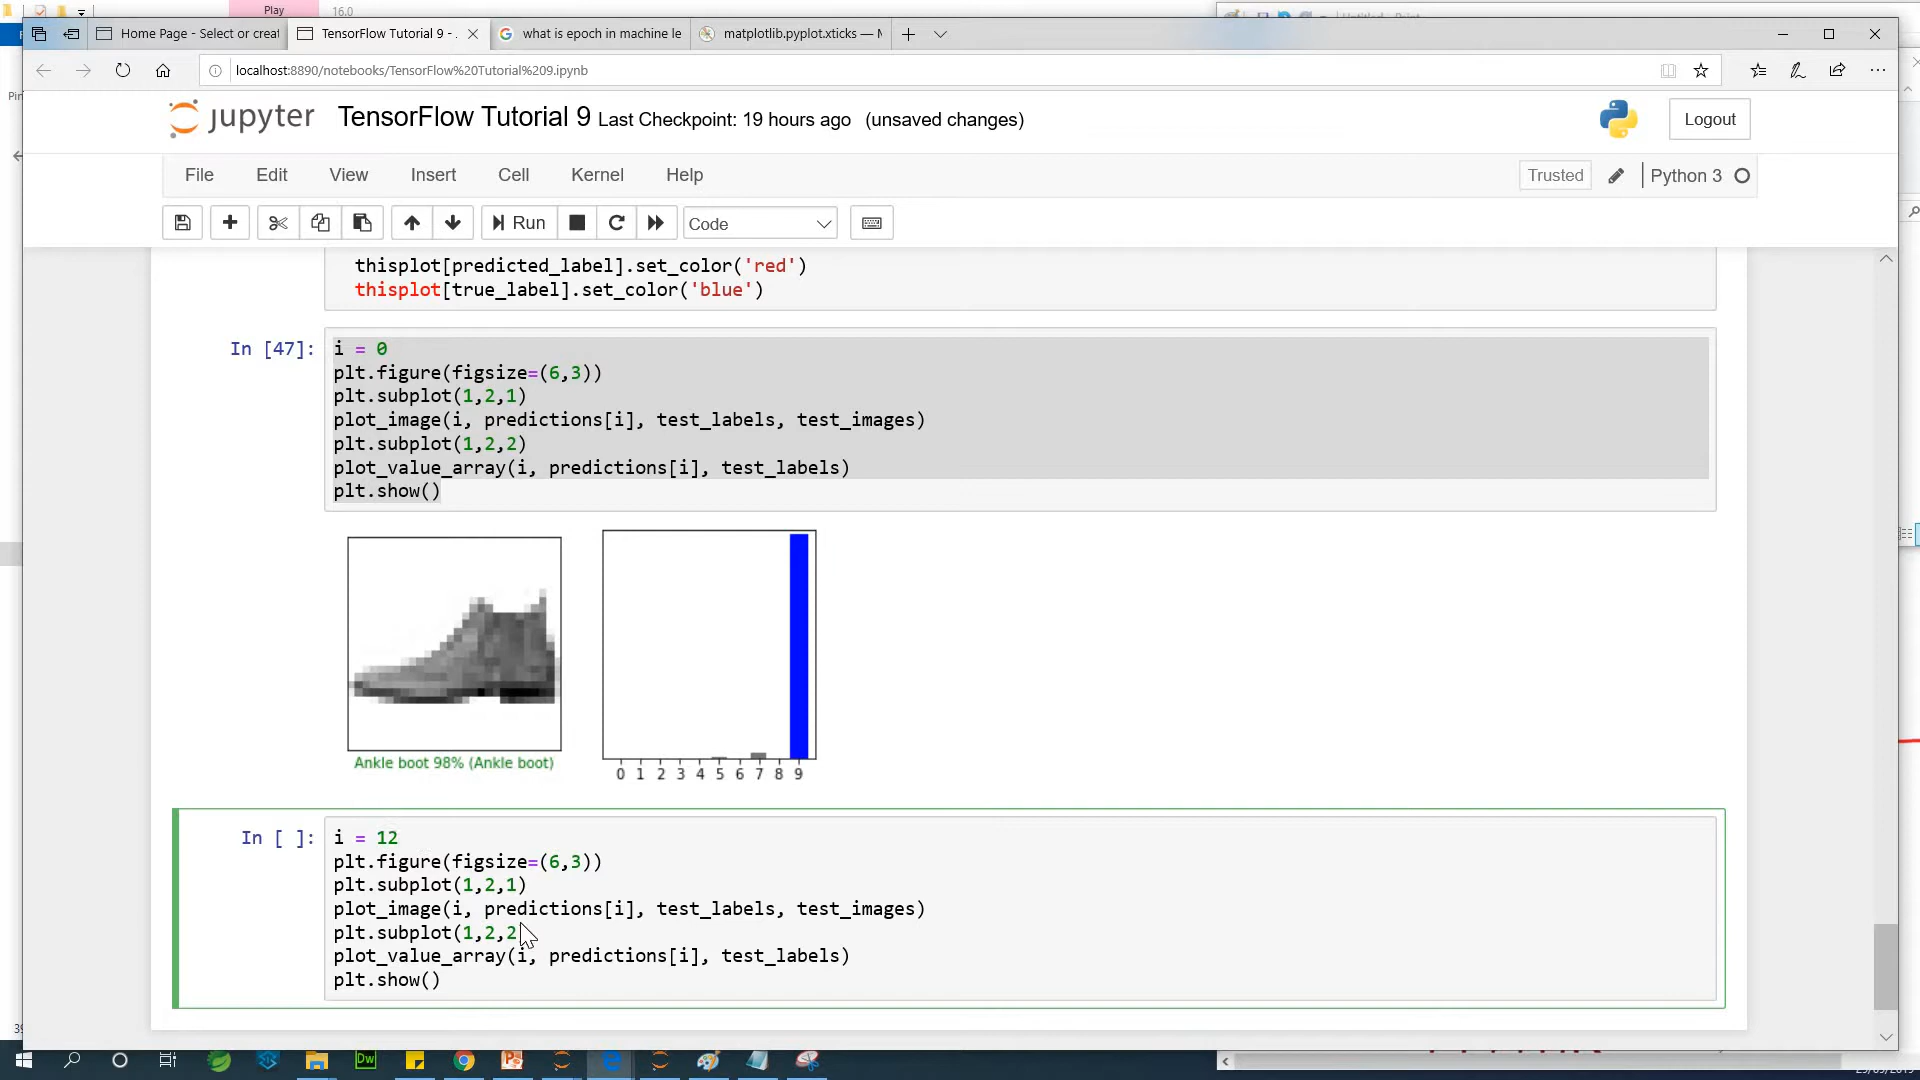 Play
16.0
Home Page - Select or creat
TensorFlow Tutorial 9 - .
what is epoch in machine le
matplotlib.pyplot.xticks — M
localhost:8890/notebooks/TensorFlow%20Tutorial%209.ipynb
Pin
jupyter TensorFlow Tutorial 9 Last Checkpoint: 19 hours ago (unsaved changes)
Logout
File Edit View Insert Cell Kernel Help
Trusted
Python 3
Run
Code
thisplot[predicted_label].set_color('red')
thisplot[true_label].set_color('blue')
In [47]:
i = 0
plt.figure(figsize=(6,3))
plt.subplot(1,2,1)
plot_image(i, predictions[i], test_labels, test_images)
plt.subplot(1,2,2)
plot_value_array(i, predictions[i], test_labels)
plt.show()
Ankle boot 98% (Ankle boot)
0 1 2 3 4 5 6 7 8 9
In [ ]:
i = 12
plt.figure(figsize=(6,3))
plt.subplot(1,2,1)
plot_image(i, predictions[i], test_labels, test_images)
plt.subplot(1,2,2
plot_value_array(i, predictions[i], test_labels)
plt.show()
Dw